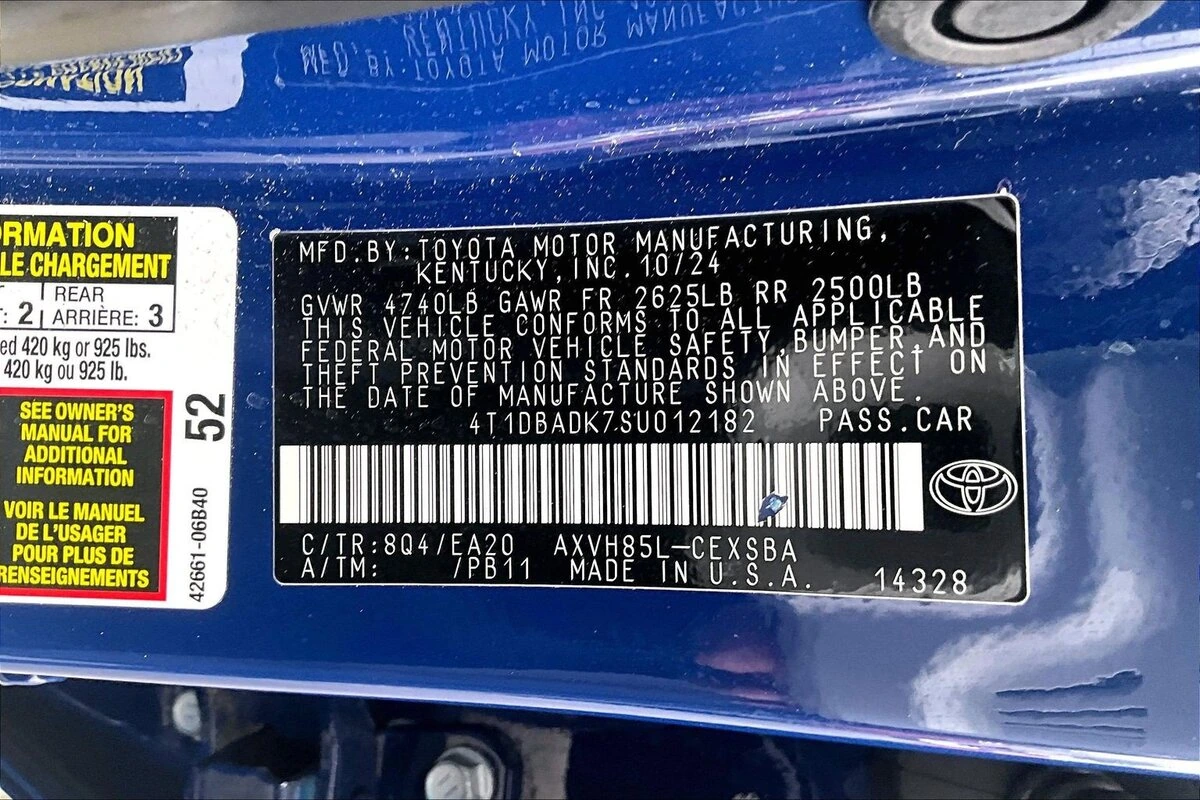 RMATION
LE CHARGEMENT
REAR
: 2 ARRIÈRE: 3
ed 420 kg or 925 lbs.
420 kg ou 925 lb.
SEE OWNER'S
MANUAL FOR
ADDITIONAL
INFORMATION
VOIR LE MANUEL
DE L'USAGER
POUR PLUS DE
RENSEIGNEMENTS
52
42661-06B40
MFD.BY:TOYOTA MOTOR MANUFACTURING,
KENTUCKY,INC.10/24
GVWR 4740LB GAWR FR 2625LB RR 2500LB
THIS VEHICLE CONFORMS TO ALL APPLICABLE
FEDERAL MOTOR VEHICLE SAFETY,BUMPER,AND
THEFT PREVENTION STANDARDS IN EFFECT ON
THE DATE OF MANUFACTURE SHOWN ABOVE.
4T1DBADK7SU012182 PASS.CAR
C/TR:8Q4/EA20 AXVH85L-CEXSBA
A/TM: /PB11 MADE IN U.S.A. 14328